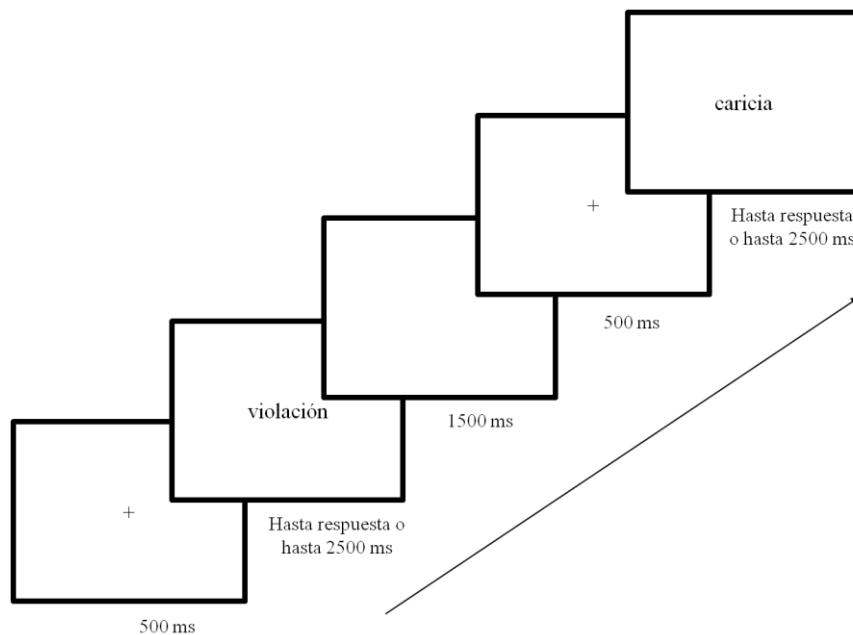 +
500 ms
violación
Hasta respuesta o
hasta 2500 ms
1500 ms
+
500 ms
caricia
Hasta respuesta
o hasta 2500 ms